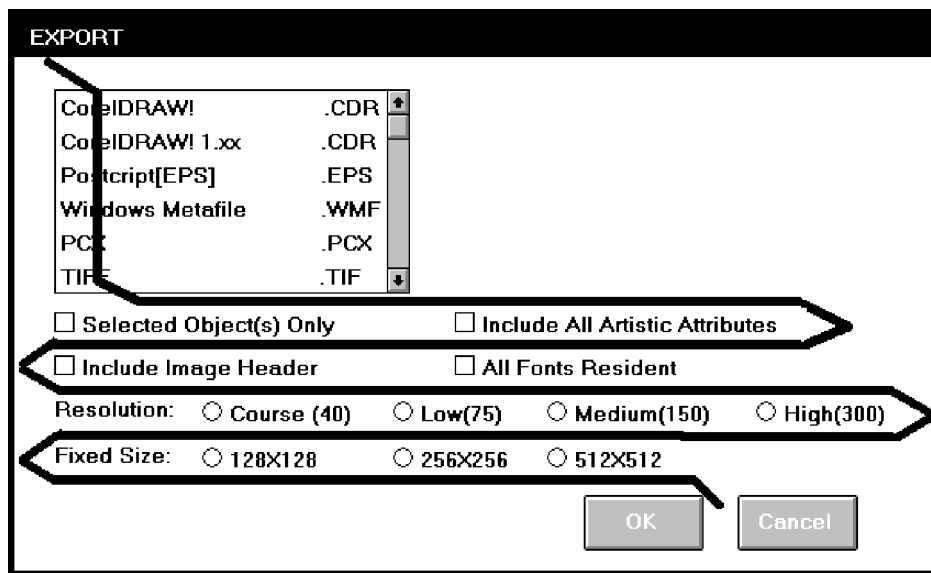 EXPORT
CorelDRAW! .CDR
CorelDRAW! 1.xx .CDR
Postcript[EPS] .EPS
Windows Metafile .WMF
PCX .PCX
TIFF .TIF
Selected Object(s) Only Include All Artistic Attributes
Include Image Header All Fonts Resident
Resolution: Course (40) Low(75) Medium(150) High(300)
Fixed Size: 128X128 256X256 512X512
OK Cancel